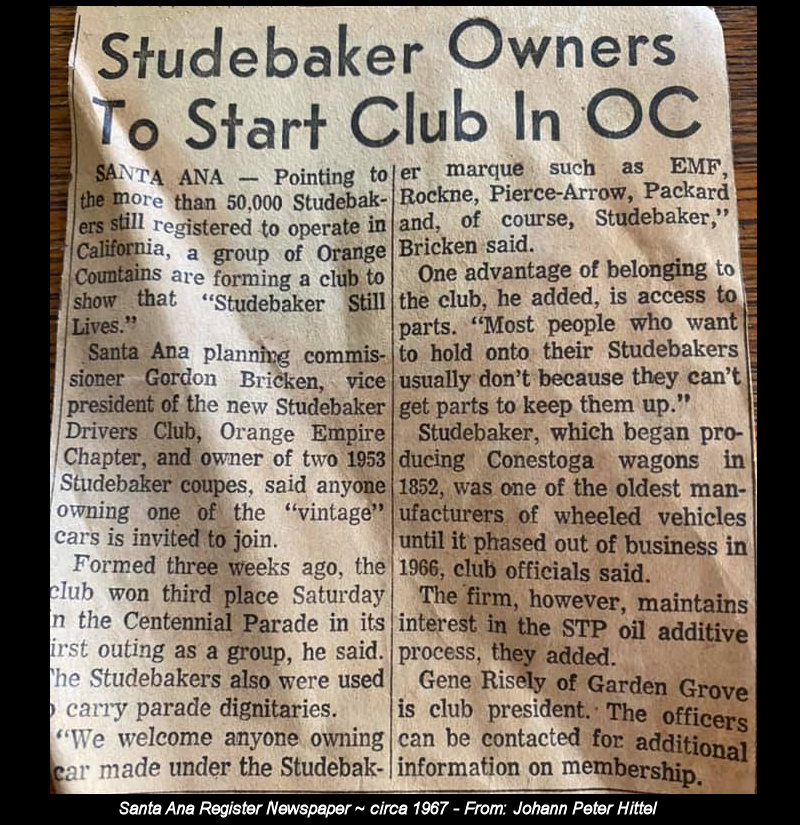 Studebaker Owners
To Start Club In OC
SANTA ANA — Pointing to
the more than 50,000 Studebak-
ers still registered to operate in
California, a group of Orange
Countains are forming a club to
show that "Studebaker Still
Lives."
Santa Ana planning commis-
sioner Gordon Bricken, vice
president of the new Studebaker
Drivers Club, Orange Empire
Chapter, and owner of two 1953
Studebaker coupes, said anyone
owning one of the "vintage"
cars is invited to join.
Formed three weeks ago, the
club won third place Saturday
in the Centennial Parade in its
first outing as a group, he said.
The Studebakers also were used
to carry parade dignitaries.
"We welcome anyone owning
car made under the Studebak-
er marque such as EMF,
Rockne, Pierce-Arrow, Packard
and, of course, Studebaker,"
Bricken said.
One advantage of belonging to
the club, he added, is access to
parts. "Most people who want
to hold onto their Studebakers
usually don't because they can't
get parts to keep them up."
Studebaker, which began pro-
ducing Conestoga wagons in
1852, was one of the oldest man-
ufacturers of wheeled vehicles
until it phased out of business in
1966, club officials said.
The firm, however, maintains
interest in the STP oil additive
process, they added.
Gene Risely of Garden Grove
is club president. The officers
can be contacted for additional
information on membership.
Santa Ana Register Newspaper ~ circa 1967 - From: Johann Peter Hittel